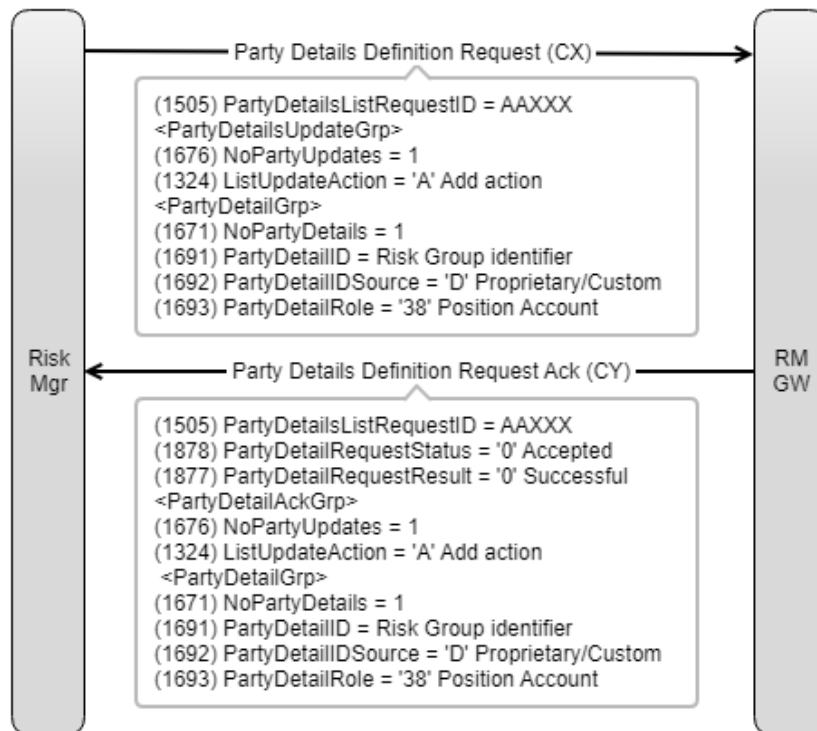 Party Details Definition Request (CX)
(1505) PartyDetailsListRequestID = AAXXX
<PartyDetailsUpdateGrp>
(1676) NoPartyUpdates = 1
(1324) ListUpdateAction = 'A' Add action
<PartyDetailGrp>
(1671) NoPartyDetails = 1
(1691) PartyDetailID = Risk Group identifier
(1692) PartyDetailIDSource = 'D' Proprietary/Custom
(1693) PartyDetailRole = '38' Position Account
Risk
Mgr
Party Details Definition Request Ack (CY)
RM
GW
(1505) PartyDetailsListRequestID = AAXXX
(1878) PartyDetailRequestStatus = '0' Accepted
(1877) PartyDetailRequestResult = '0' Successful
<PartyDetailAckGrp>
(1676) NoPartyUpdates = 1
(1324) ListUpdateAction = 'A' Add action
<PartyDetailGrp>
(1671) NoPartyDetails = 1
(1691) PartyDetailID = Risk Group identifier
(1692) PartyDetailIDSource = 'D' Proprietary/Custom
(1693) PartyDetailRole = '38' Position Account